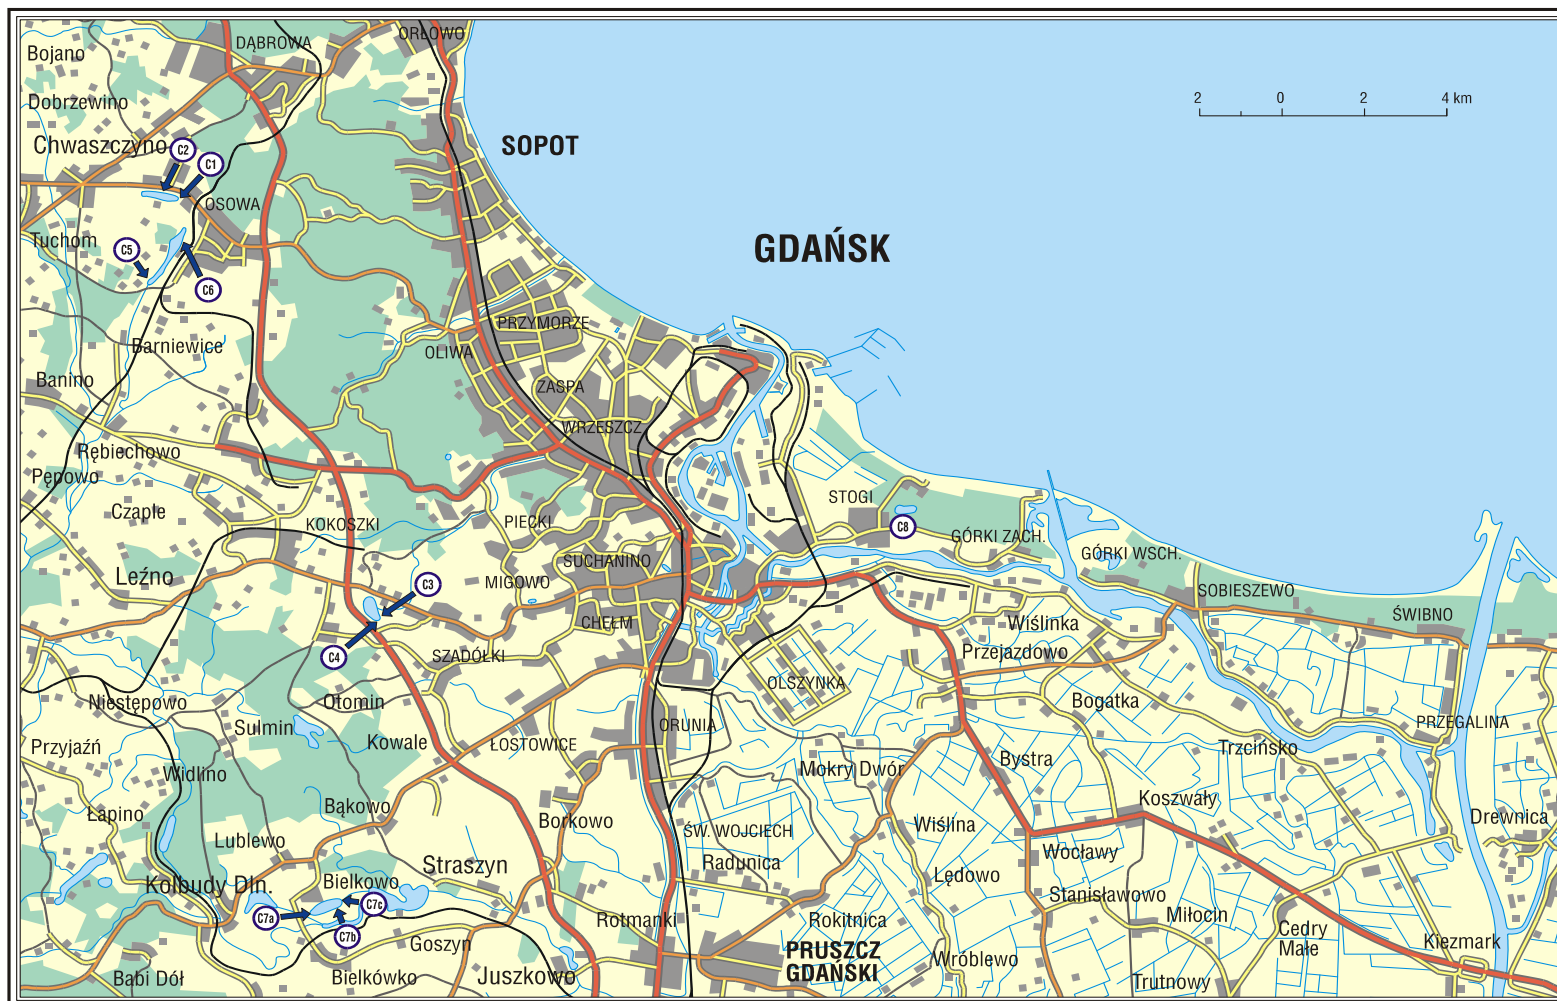 ORŁOWO
DĄBROWA
Bojano
Dobrzewino
2 0 2 4 km
Chwaszczyno
C2
C1
SOPOT
OSOWA
Tuchom
C5
GDAŃSK
C6
PRZYMORZE
Barniewice
OLIWA
Banino
ZASPA
WRZESZCZ
Rębiechowo
Pępowo
STOGI
Czaple
KOKOSZKI
PIECKI
C8
GÓRKI ZACH.
GÓRKI WSCH.
SUCHANINO
Leźno
MIGOWO
C3
SOBIESZEWO
ŚWIBNO
CHEŁM
Wiślinka
C4
SZADÓŁKI
Przejazdowo
OLSZYNKA
Niestępowo
Otomin
Bogatka
Sulmin
ORUNIA
PRZEGALINA
Kowale
ŁOSTOWICE
Przyjaźń
Trzcińsko
Bystra
Widlino
Mokry Dwór
Koszwały
Bąkowo
Łapino
Borkowo
Drewnica
Wiślina
ŚW. WOJCIECH
Lublewo
Wocławy
Radunica
Straszyn
Lędowo
Kolbudy Dln.
Bielkowo
Stanisławowo
C7c
C7a
Miłocin
Rotmanki
Rokitnica
Cedry
Małe
C7b
Goszyn
Kiezmark
PRUSZCZ
GDAŃSKI
Wróblewo
Babi Dół
Bielkówko
Juszkowo
Trutnowy